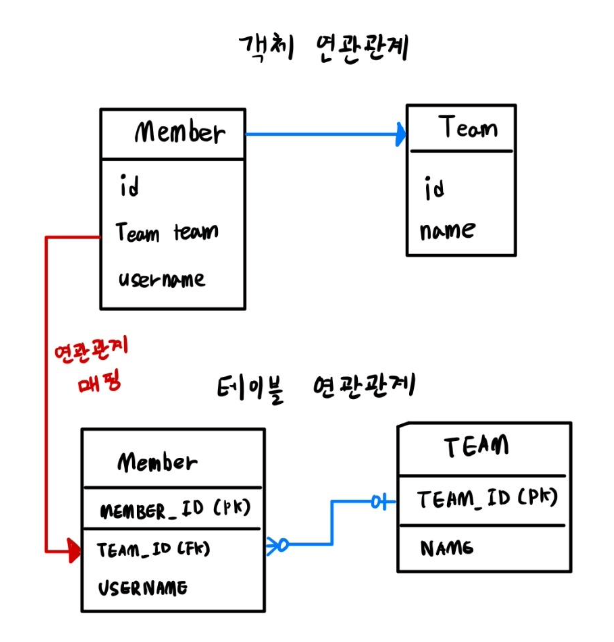 객체 연관관계
Member
id
Team team
username
Team
id
name
연관관계
매핑
테이블 연관관계
Member
MEMBER_ID (PK)
TEAM_ID (FK)
USERNAME
TEAM
TEAM_ID (PK)
NAME